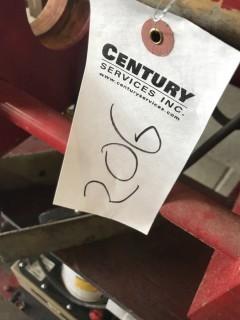 CENTURY
SERVICES INC.
www.centuryservices.com
206